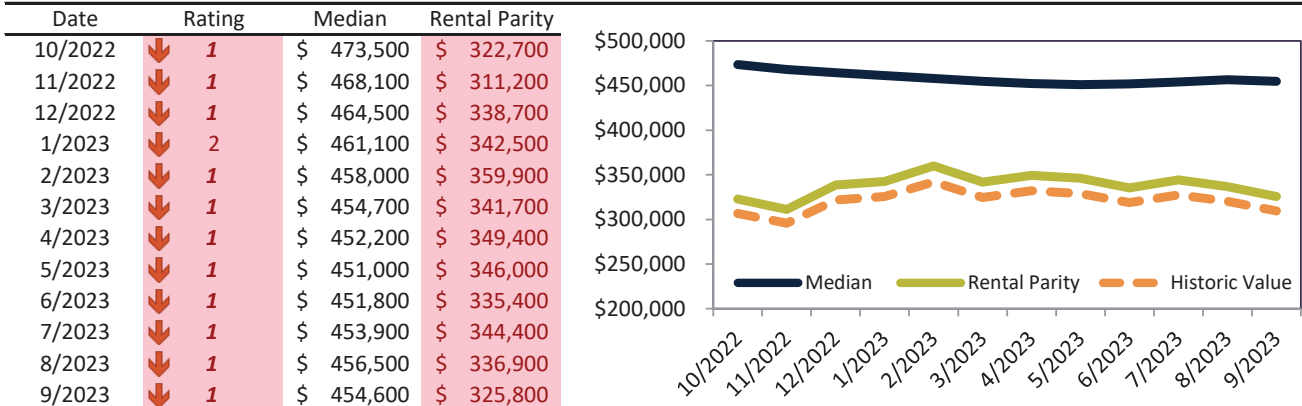 Date Rating Median Rental Parity
10/2022 1 $ 473,500 $ 322,700
11/2022 1 $ 468,100 $ 311,200
12/2022 1 $ 464,500 $ 338,700
1/2023 2 $ 461,100 $ 342,500
2/2023 1 $ 458,000 $ 359,900
3/2023 1 $ 454,700 $ 341,700
4/2023 1 $ 452,200 $ 349,400
5/2023 1 $ 451,000 $ 346,000
6/2023 1 $ 451,800 $ 335,400
7/2023 1 $ 453,900 $ 344,400
8/2023 1 $ 456,500 $ 336,900
9/2023 1 $ 454,600 $ 325,800
$500,000
$450,000
$400,000
$350,000
$300,000
$250,000
$200,000
Median Rental Parity Historic Value
10/2022 11/2022 12/2022 1/2023 2/2023 3/2023 4/2023 5/2023 6/2023 7/2023 8/2023 9/2023